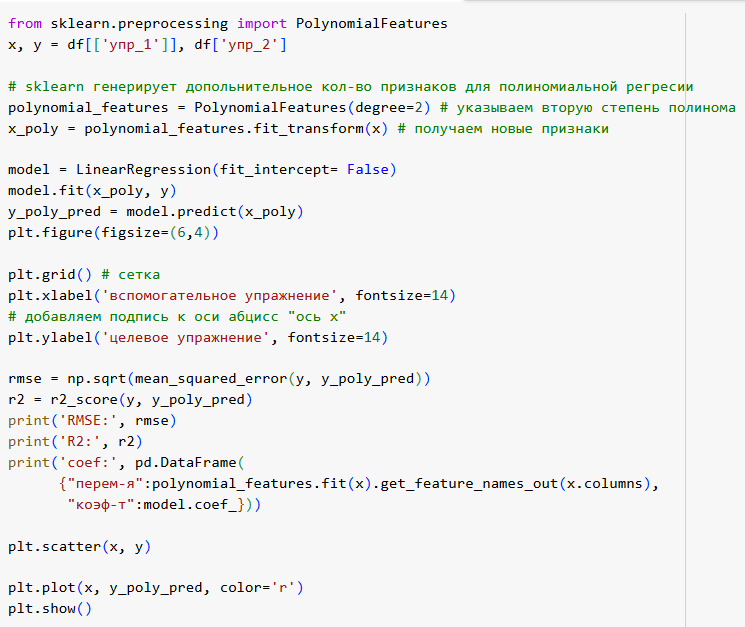 from sklearn.preprocessing import PolynomialFeatures
x, y = df[['упр_1']], df['упр_2']
# sklearn генерирует допольнительное кол-во признаков для полиномиальной регресии
polynomial_features = PolynomialFeatures(degree=2) # указываем вторую степень полинома
x_poly = polynomial_features.fit_transform(x) # получаем новые признаки
model = LinearRegression(fit_intercept= False)
model.fit(x_poly, y)
y_poly_pred = model.predict(x_poly)
plt.figure(figsize=(6,4))
plt.grid() # сетка
plt.xlabel('вспомогательное упражнение', fontsize=14)
# добавляем подпись к оси абцисс "ось х"
plt.ylabel('целевое упражнение', fontsize=14)
rmse = np.sqrt(mean_squared_error(y, y_poly_pred))
r2 = r2_score(y, y_poly_pred)
print('RMSE:', rmse)
print('R2:', r2)
print('coef:', pd.DataFrame(
{"перем-я":polynomial_features.fit(x).get_feature_names_out(x.columns),
"коэф-т":model.coef_}))
plt.scatter(x, y)
plt.plot(x, y_poly_pred, color='r')
plt.show()